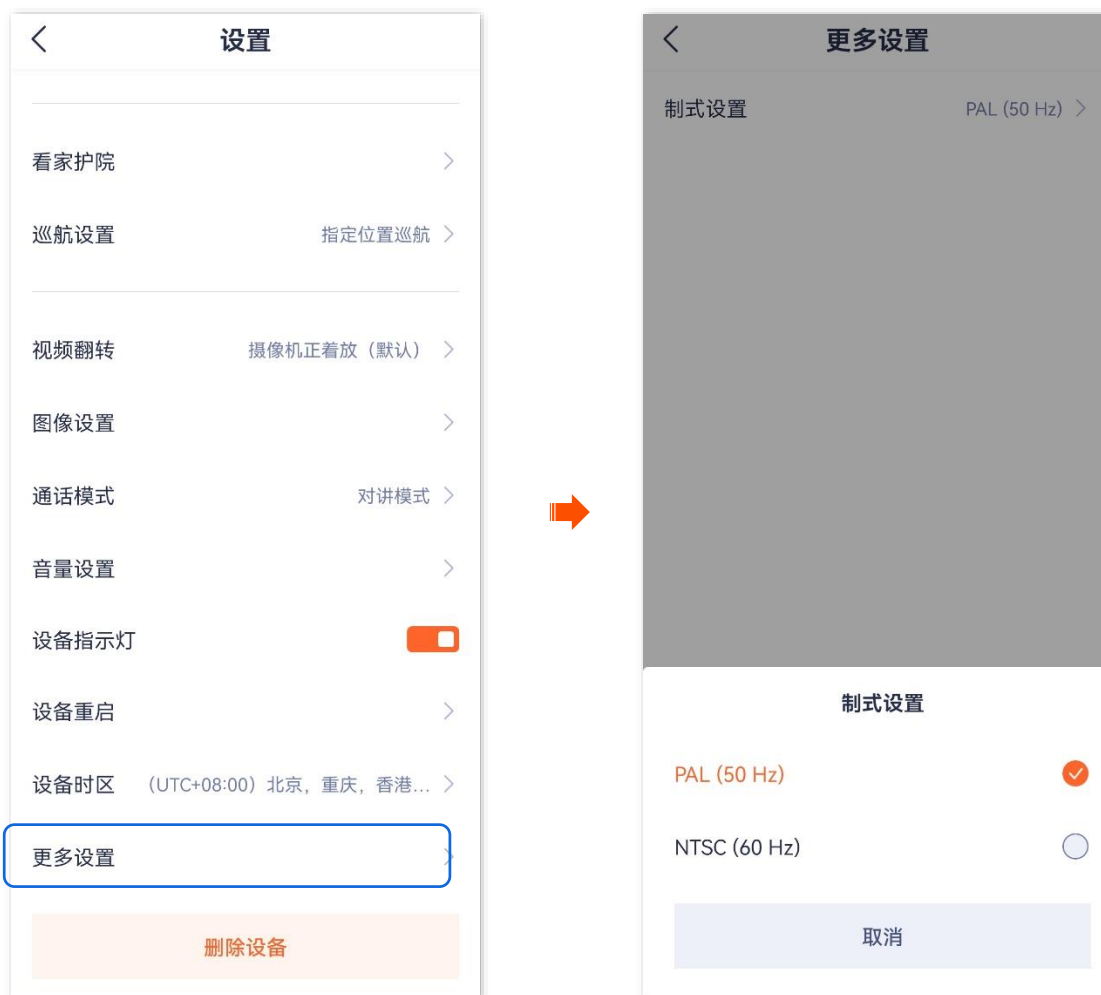 设置
看家护院
巡航设置 指定位置巡航
视频翻转 摄像机正着放（默认）
图像设置
通话模式 对讲模式
音量设置
设备指示灯
设备重启
设备时区 （UTC+08:00）北京，重庆，香港...
更多设置
删除设备
更多设置
制式设置 PAL (50 Hz)
制式设置
PAL (50 Hz)
NTSC (60 Hz)
取消